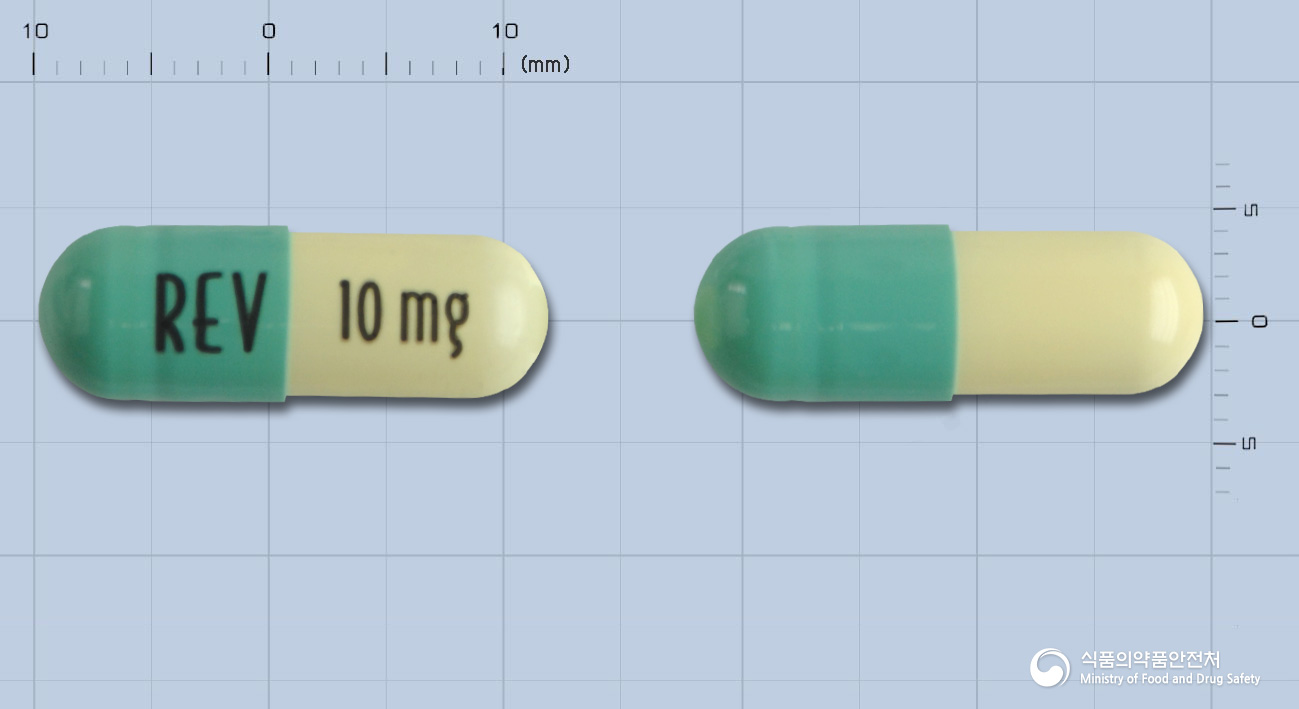 10 0 10
(mm)
REV 10 mg
5
0
5
식품의약품안전처
Ministry of Food and Drug Safety